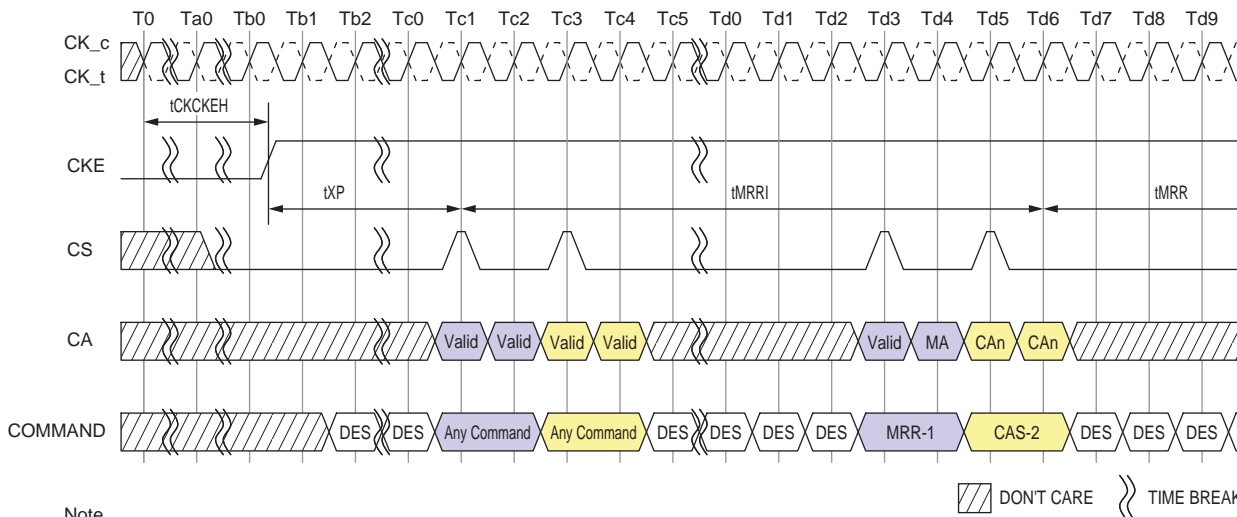 T0 Ta0 Tb0 Tb1 Tb2 Tc0 Tc1 Tc2 Tc3 Tc4 Tc5 Td0 Td1 Td2 Td3 Td4 Td5 Td6 Td7 Td8 Td9
CK_c
CK_t
tCKCKEH
CKE
tXP tMRRI tMRR
CS
CA Valid Valid Valid Valid Valid MA CAn CAn
COMMAND DES DES Any Command Any Command DES DES DES DES MRR-1 CAS-2 DES DES DES
DON'T CARE TIME BREAK
Note